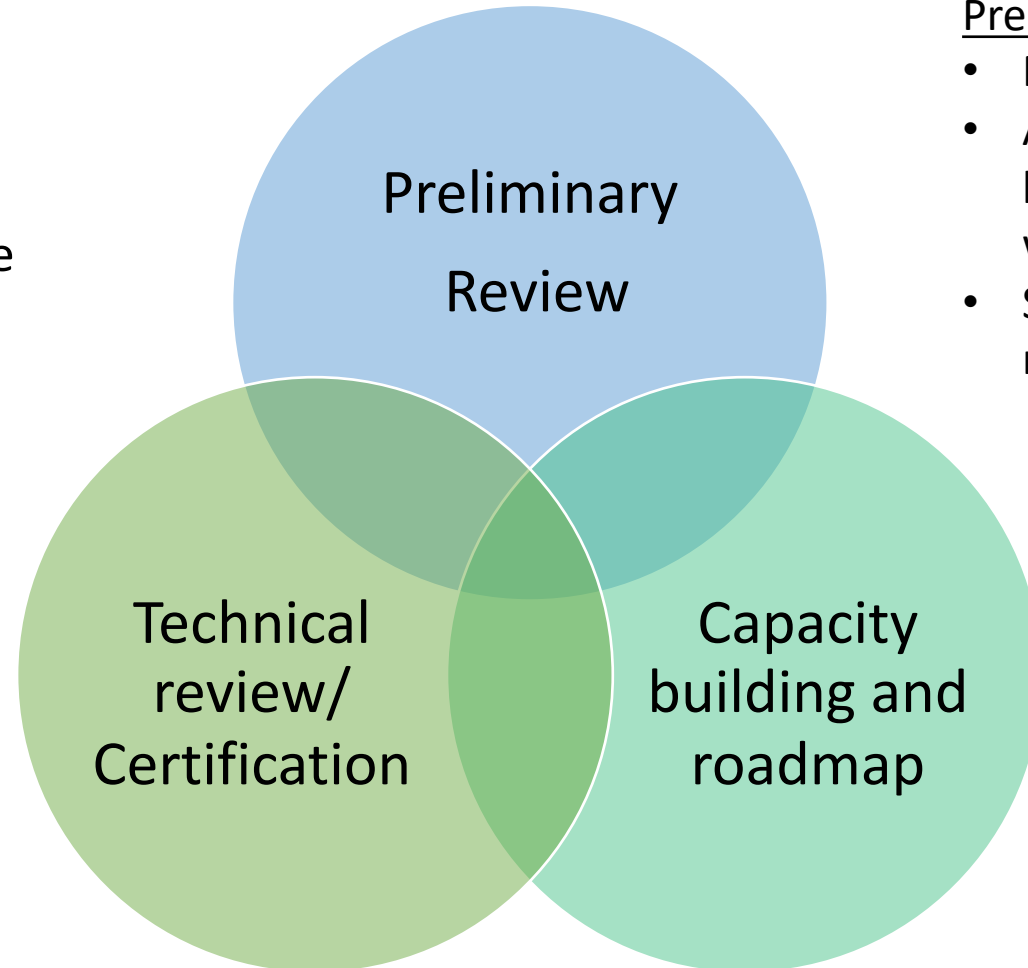 Preliminary
Review
Technical
review/
Certification
Capacity
building and
roadmap